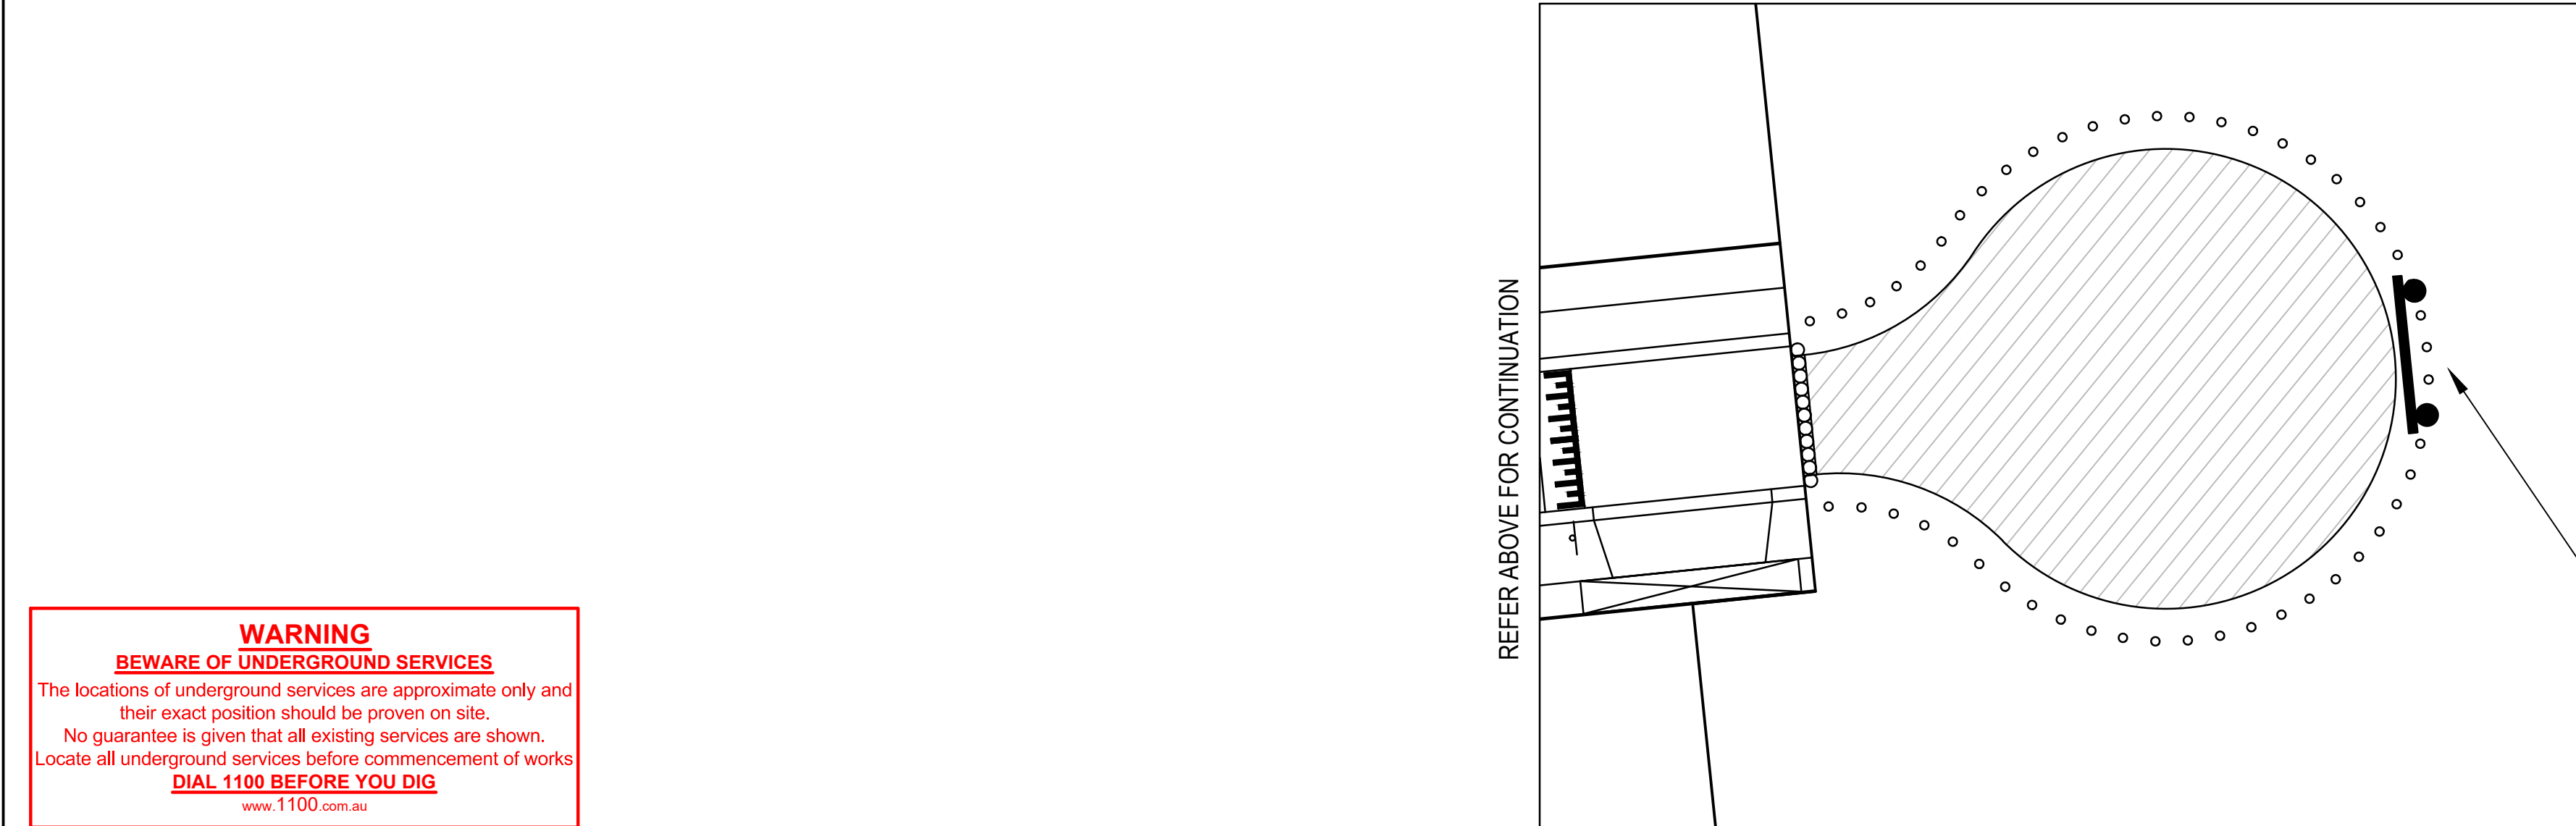 REFER ABOVE FOR CONTINUATION
WARNING
BEWARE OF UNDERGROUND SERVICES
The locations of underground services are approximate only and
their exact position should be proven on site.
No guarantee is given that all existing services are shown.
Locate all underground services before commencement of works
DIAL 1100 BEFORE YOU DIG
www.1100.com.au